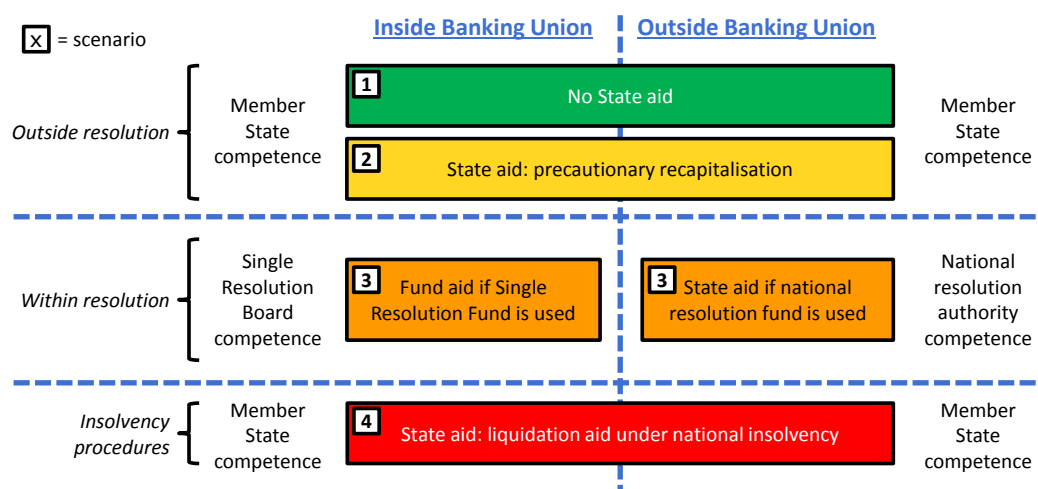 Inside Banking Union
Outside Banking Union
x = scenario
Outside resolution
Member
State
competence
1
No State aid
2
State aid: precautionary recapitalisation
Member
State
competence
Within resolution
Single
Resolution
Board
competence
3
Fund aid if Single
Resolution Fund is used
3
State aid if national
resolution fund is used
National
resolution
authority
competence
Insolvency
procedures
Member
State
competence
4
State aid: liquidation aid under national insolvency
Member
State
competence